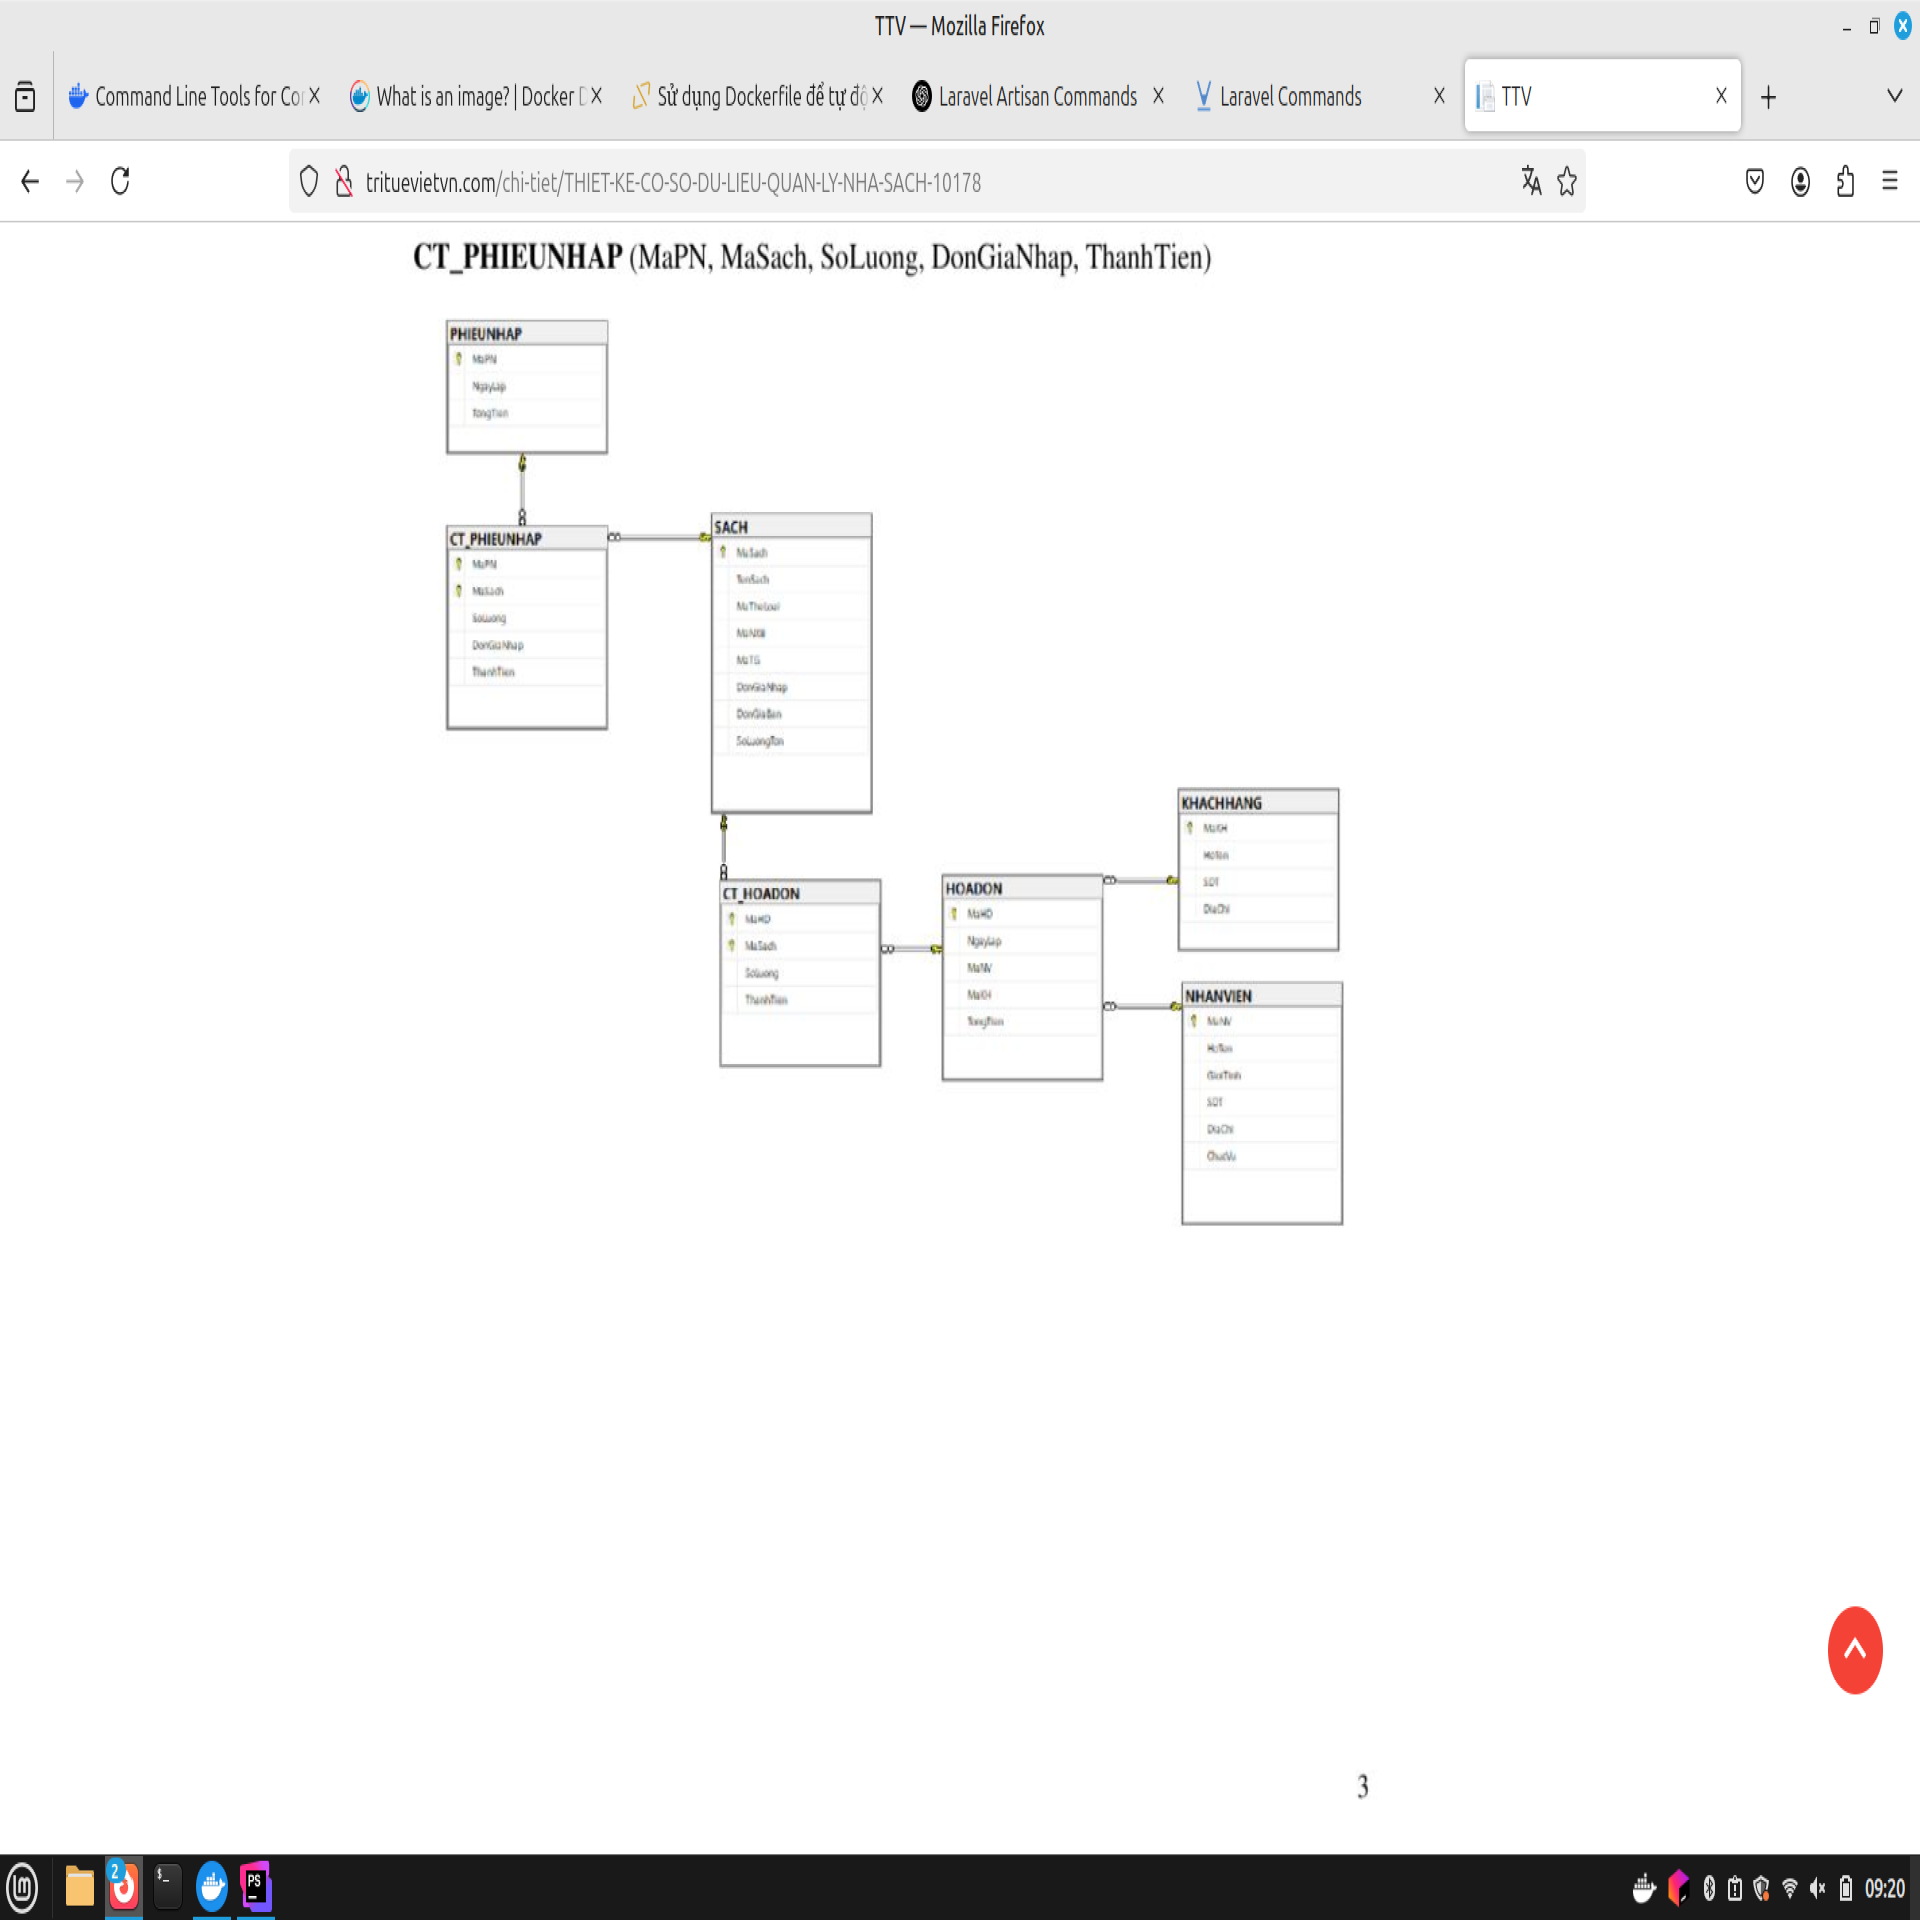 TTV — Mozilla Firefox
Command Line Tools for Cor
What is an image? | Docker D
Sử dụng Dockerfile để tự độ
Laravel Artisan Commands
Laravel Commands
TTV
trituevietvn.com/chi-tiet/THIET-KE-CO-SO-DU-LIEU-QUAN-LY-NHA-SACH-10178
CT_PHIEUNHAP (MaPN, MaSach, SoLuong, DonGiaNhap, ThanhTien)
PHIEUNHAP
MaPN
NgayLap
TongTien
CT_PHIEUNHAP
MaPN
MaSach
SoLuong
DonGiaNhap
ThanhTien
SACH
MaSach
TenSach
MaTheLoai
MaNXB
MaTG
DonGiaNhap
DonGiaBan
SoLuongTon
CT_HOADON
MaHD
MaSach
SoLuong
ThanhTien
HOADON
MaHD
NgayLap
MaNV
MaKH
TongTien
KHACHHANG
MaKH
HoTen
SDT
DiaChi
NHANVIEN
MaNV
HoTen
GioiTinh
SDT
DiaChi
ChucVu
3
2
$_
PS
09:20